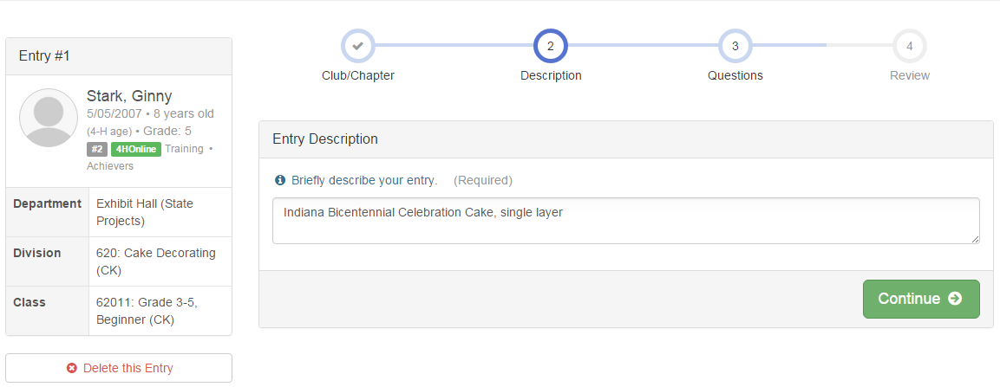 Entry #1
Stark, Ginny
5/05/2007 • 8 years old
(4-H age) • Grade: 5
#2 4HOnline Training •
Achievers
Department Exhibit Hall (State
Projects)
Division 620: Cake Decorating
(CK)
Class 62011: Grade 3-5,
Beginner (CK)
Delete this Entry
2 3 4
Club/Chapter Description Questions Review
Entry Description
Briefly describe your entry. (Required)
Indiana Bicentennial Celebration Cake, single layer
Continue